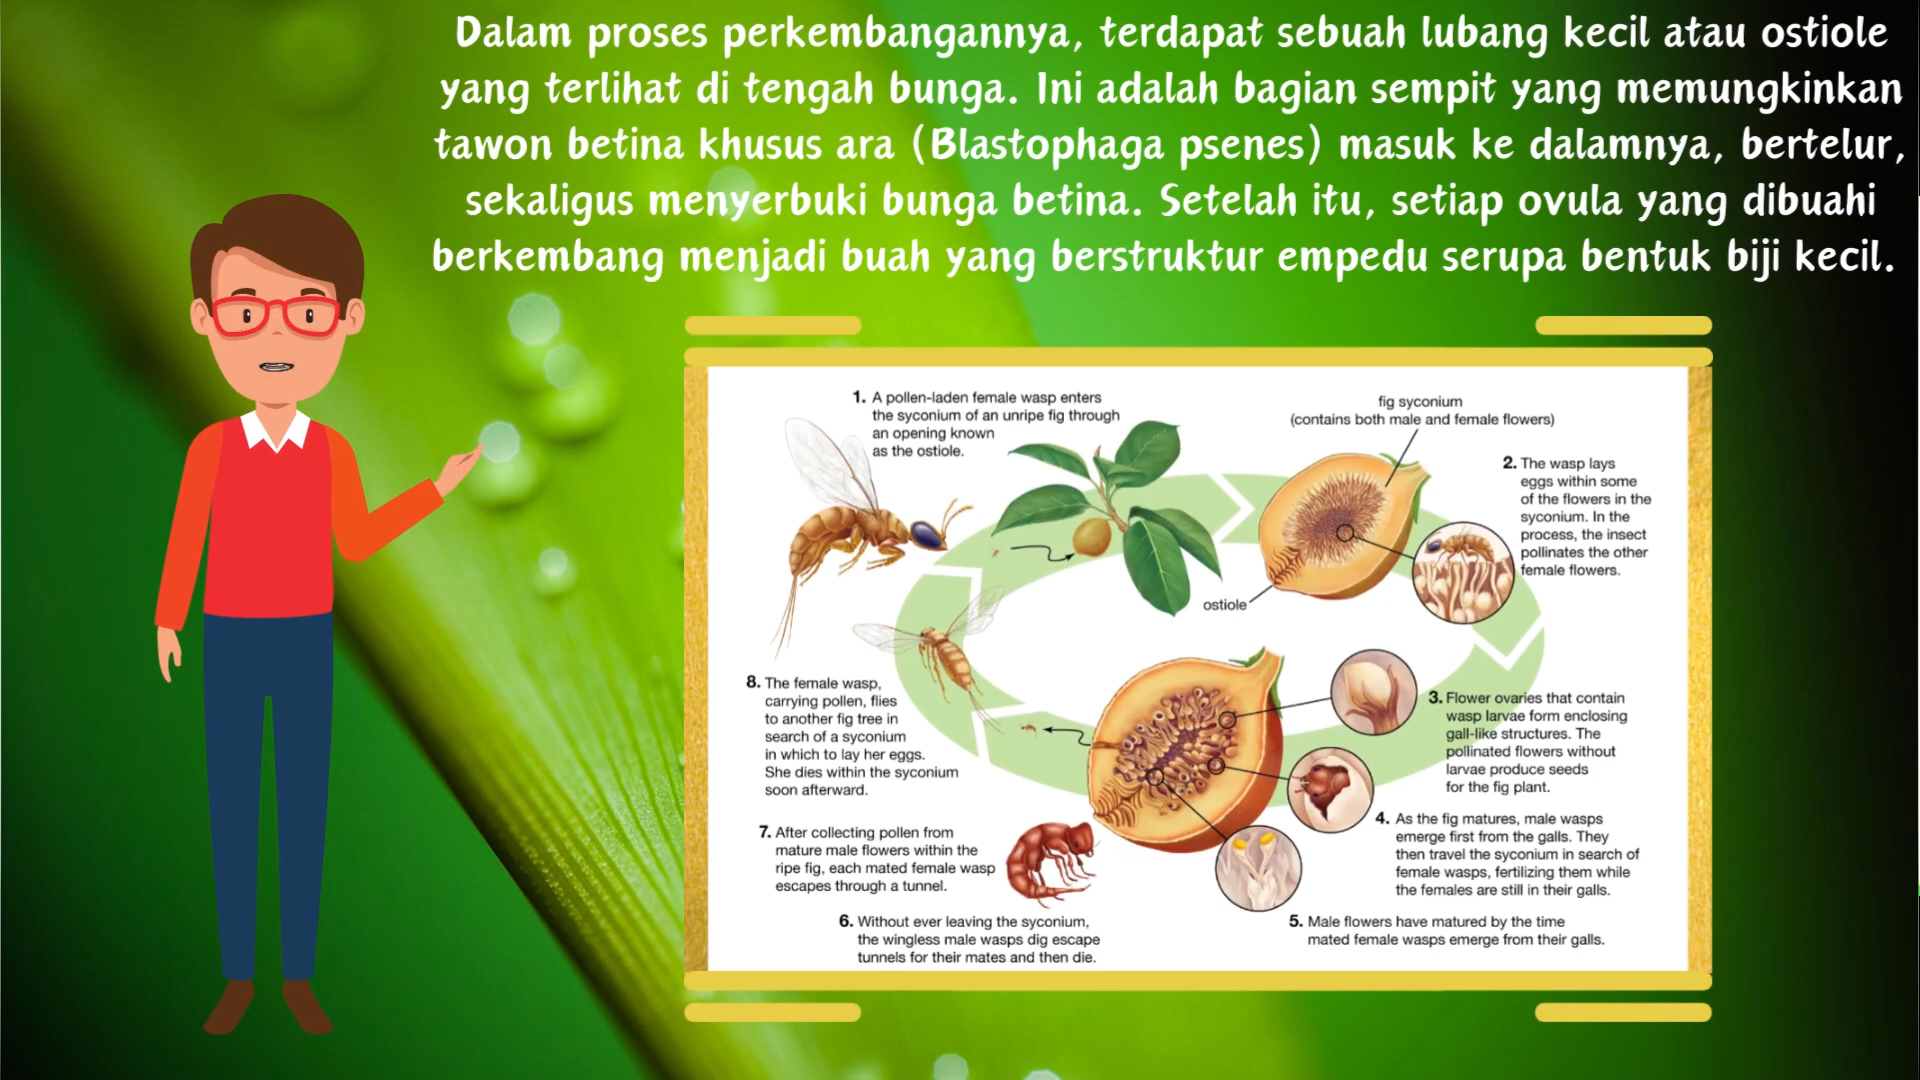 Dalam proses perkembangannya, terdapat sebuah lubang kecil atau ostiole
yang terlihat di tengah bunga. Ini adalah bagian sempit yang memungkinkan
tawon betina khusus ara (Blastophaga psenes) masuk ke dalamnya, bertelur,
sekaligus menyerbuki bunga betina. Setelah itu, setiap ovula yang dibuahi
berkembang menjadi buah yang berstruktur empedu serupa bentuk biji kecil.
1. A pollen-laden female wasp enters
the syconium of an unripe fig through
an opening known
as the ostiole.
fig syconium
(contains both male and female flowers)
2. The wasp lays
eggs within some
of the flowers in the
syconium. In the
process, the insect
pollinates the other
female flowers.
ostiole
3. Flower ovaries that contain
wasp larvae form enclosing
gall-like structures. The
pollinated flowers without
larvae produce seeds
for the fig plant.
4. As the fig matures, male wasps
emerge first from the galls. They
then travel the syconium in search of
female wasps, fertilizing them while
the females are still in their galls.
5. Male flowers have matured by the time
mated female wasps emerge from their galls.
6. Without ever leaving the syconium,
the wingless male wasps dig escape
tunnels for their mates and then die.
7. After collecting pollen from
mature male flowers within the
ripe fig, each mated female wasp
escapes through a tunnel.
8. The female wasp,
carrying pollen, flies
to another fig tree in
search of a syconium
in which to lay her eggs.
She dies within the syconium
soon afterward.